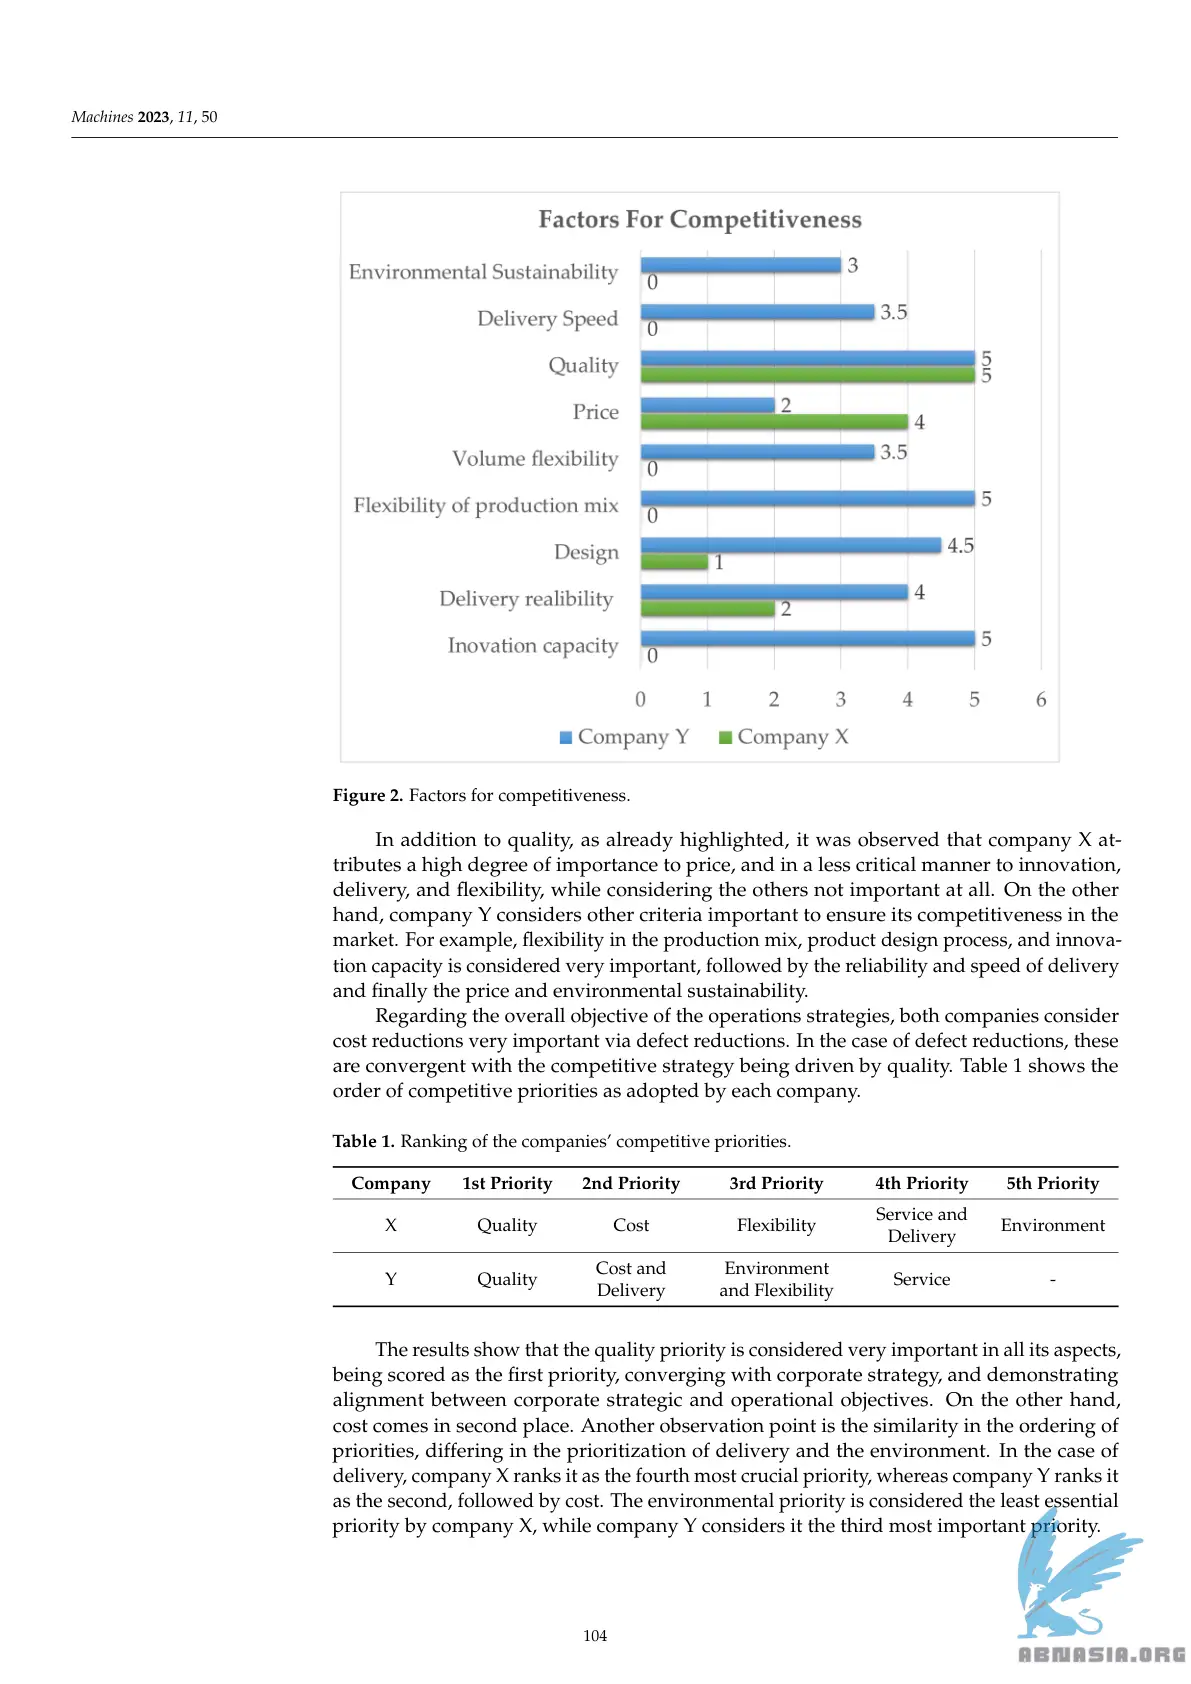 Machines 2023, 11, 50
Factors For Competitiveness
Environmental Sustainability 3 0
Delivery Speed 3.5 0
Quality 5 5
Price 2 4
Volume flexibility 3.5 0
Flexibility of production mix 5 0
Design 4.5 1
Delivery realibility 4 2
Inovation capacity 5 0
0 1 2 3 4 5 6
Company Y Company X
Figure 2. Factors for competitiveness.
In addition to quality, as already highlighted, it was observed that company X at-
tributes a high degree of importance to price, and in a less critical manner to innovation,
delivery, and flexibility, while considering the others not important at all. On the other
hand, company Y considers other criteria important to ensure its competitiveness in the
market. For example, flexibility in the production mix, product design process, and innova-
tion capacity is considered very important, followed by the reliability and speed of delivery
and finally the price and environmental sustainability.
Regarding the overall objective of the operations strategies, both companies consider
cost reductions very important via defect reductions. In the case of defect reductions, these
are convergent with the competitive strategy being driven by quality. Table 1 shows the
order of competitive priorities as adopted by each company.
Table 1. Ranking of the companies’ competitive priorities.
Company 1st Priority 2nd Priority 3rd Priority 4th Priority 5th Priority
X Quality Cost Flexibility Service and Delivery Environment
Y Quality Cost and Delivery Environment and Flexibility Service -
The results show that the quality priority is considered very important in all its aspects,
being scored as the first priority, converging with corporate strategy, and demonstrating
alignment between corporate strategic and operational objectives. On the other hand,
cost comes in second place. Another observation point is the similarity in the ordering of
priorities, differing in the prioritization of delivery and the environment. In the case of
delivery, company X ranks it as the fourth most crucial priority, whereas company Y ranks it
as the second, followed by cost. The environmental priority is considered the least essential
priority by company X, while company Y considers it the third most important priority.
104
ABNASIA.ORG